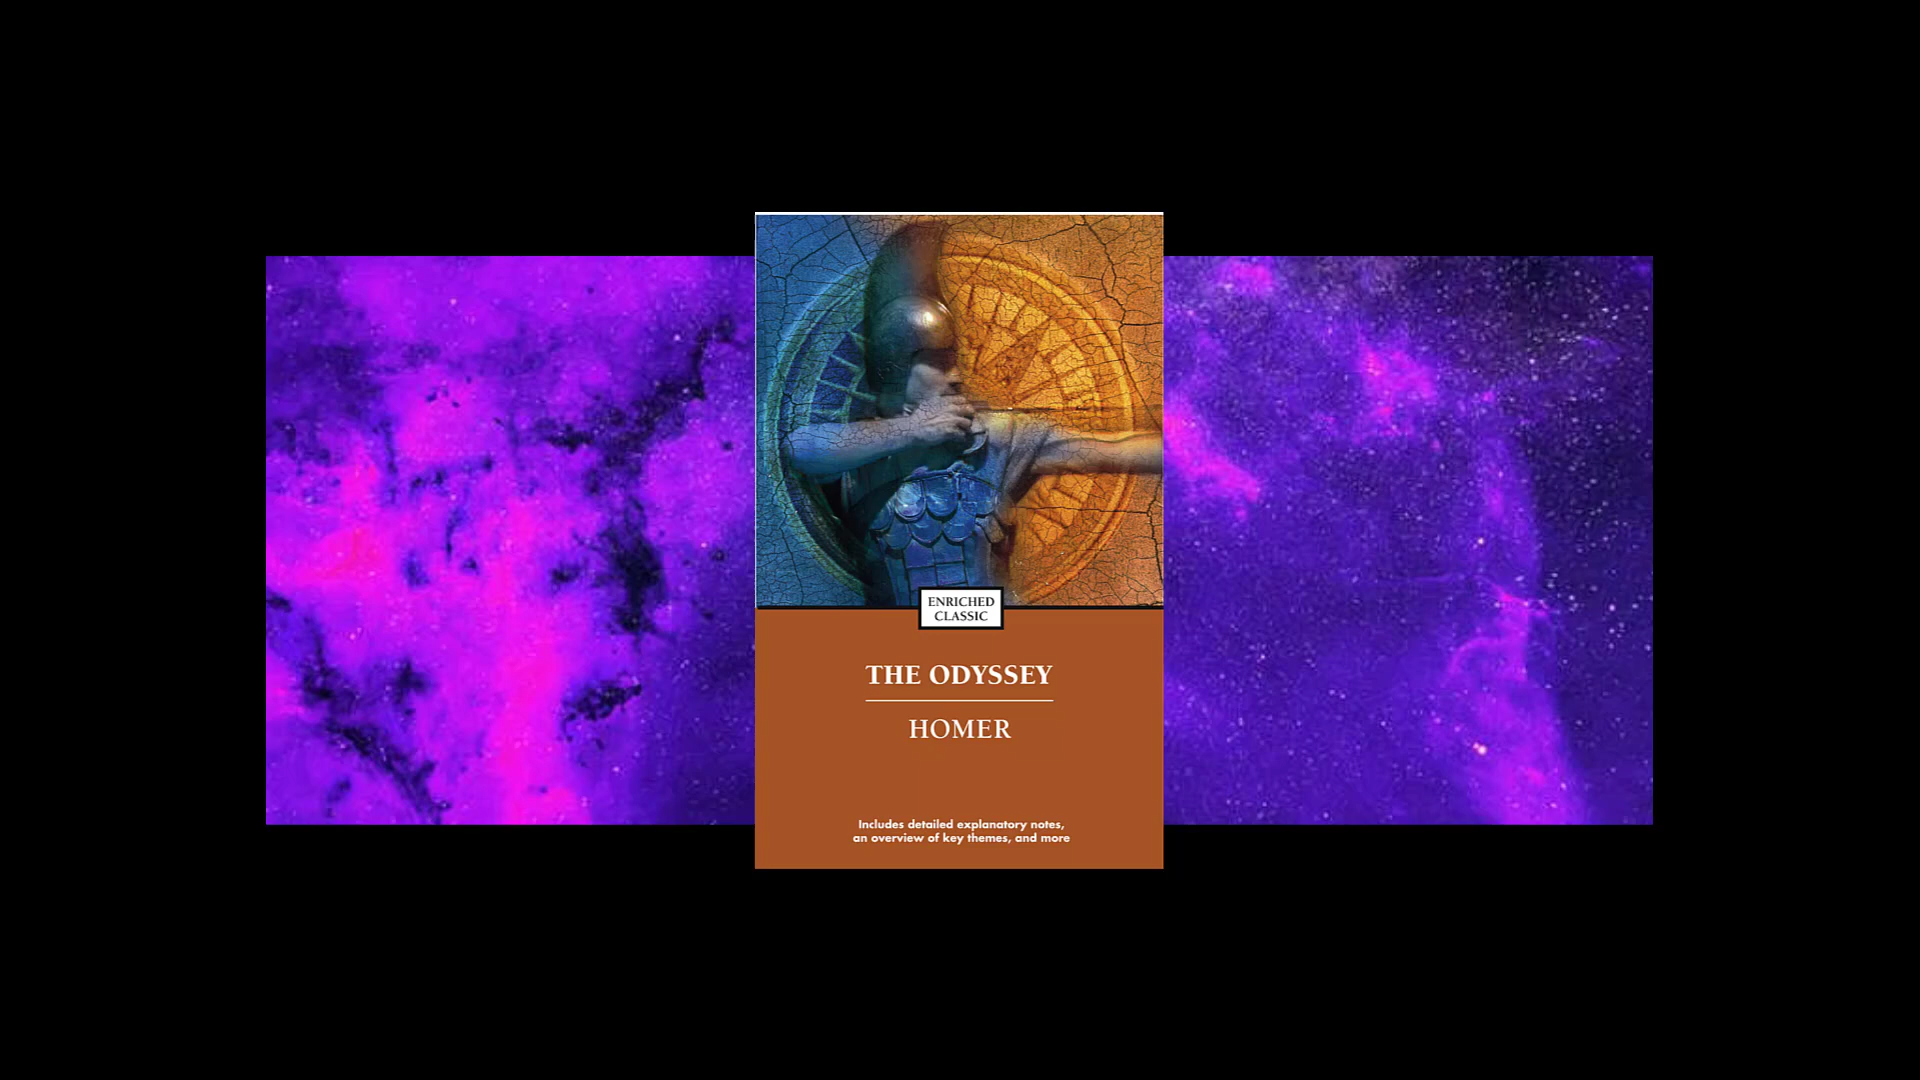 ENRICHED
CLASSIC
THE ODYSSEY
HOMER
Includes detailed explanatory notes,
an overview of key themes, and more